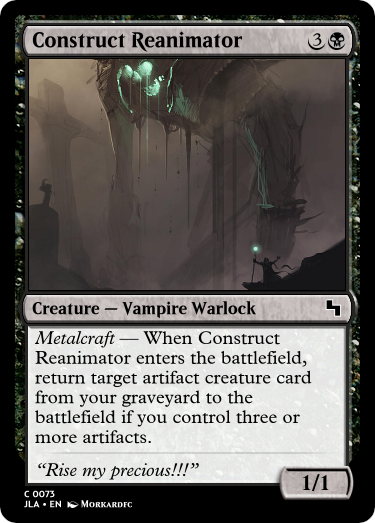 Construct Reanimator 3
Creature — Vampire Warlock
Metalcraft — When Construct
Reanimator enters the battlefield,
return target artifact creature card
from your graveyard to the
battlefield if you control three or
more artifacts.
“Rise my precious!!!”
1/1
C 0073
JLA • EN Morkardfc